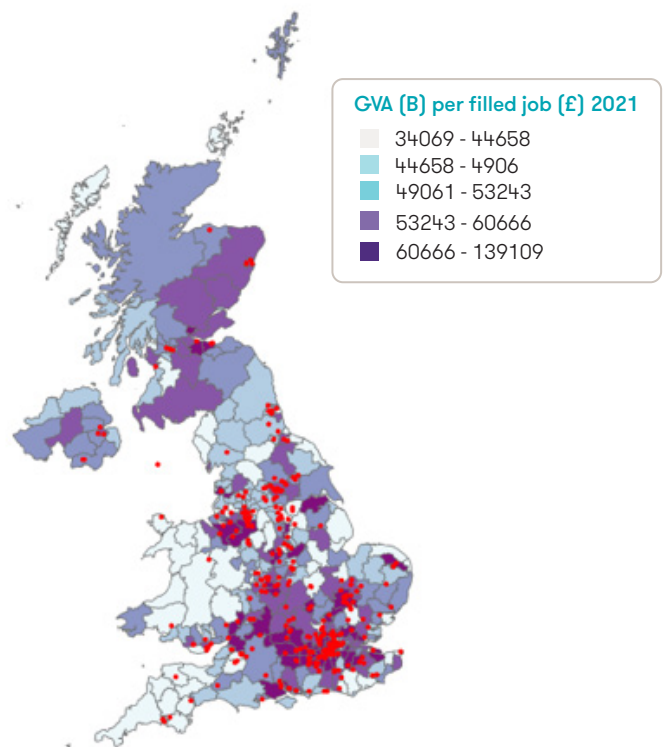 GVA (B) per filled job (£) 2021
34069 - 44658
44658 - 4906
49061 - 53243
53243 - 60666
60666 - 139109